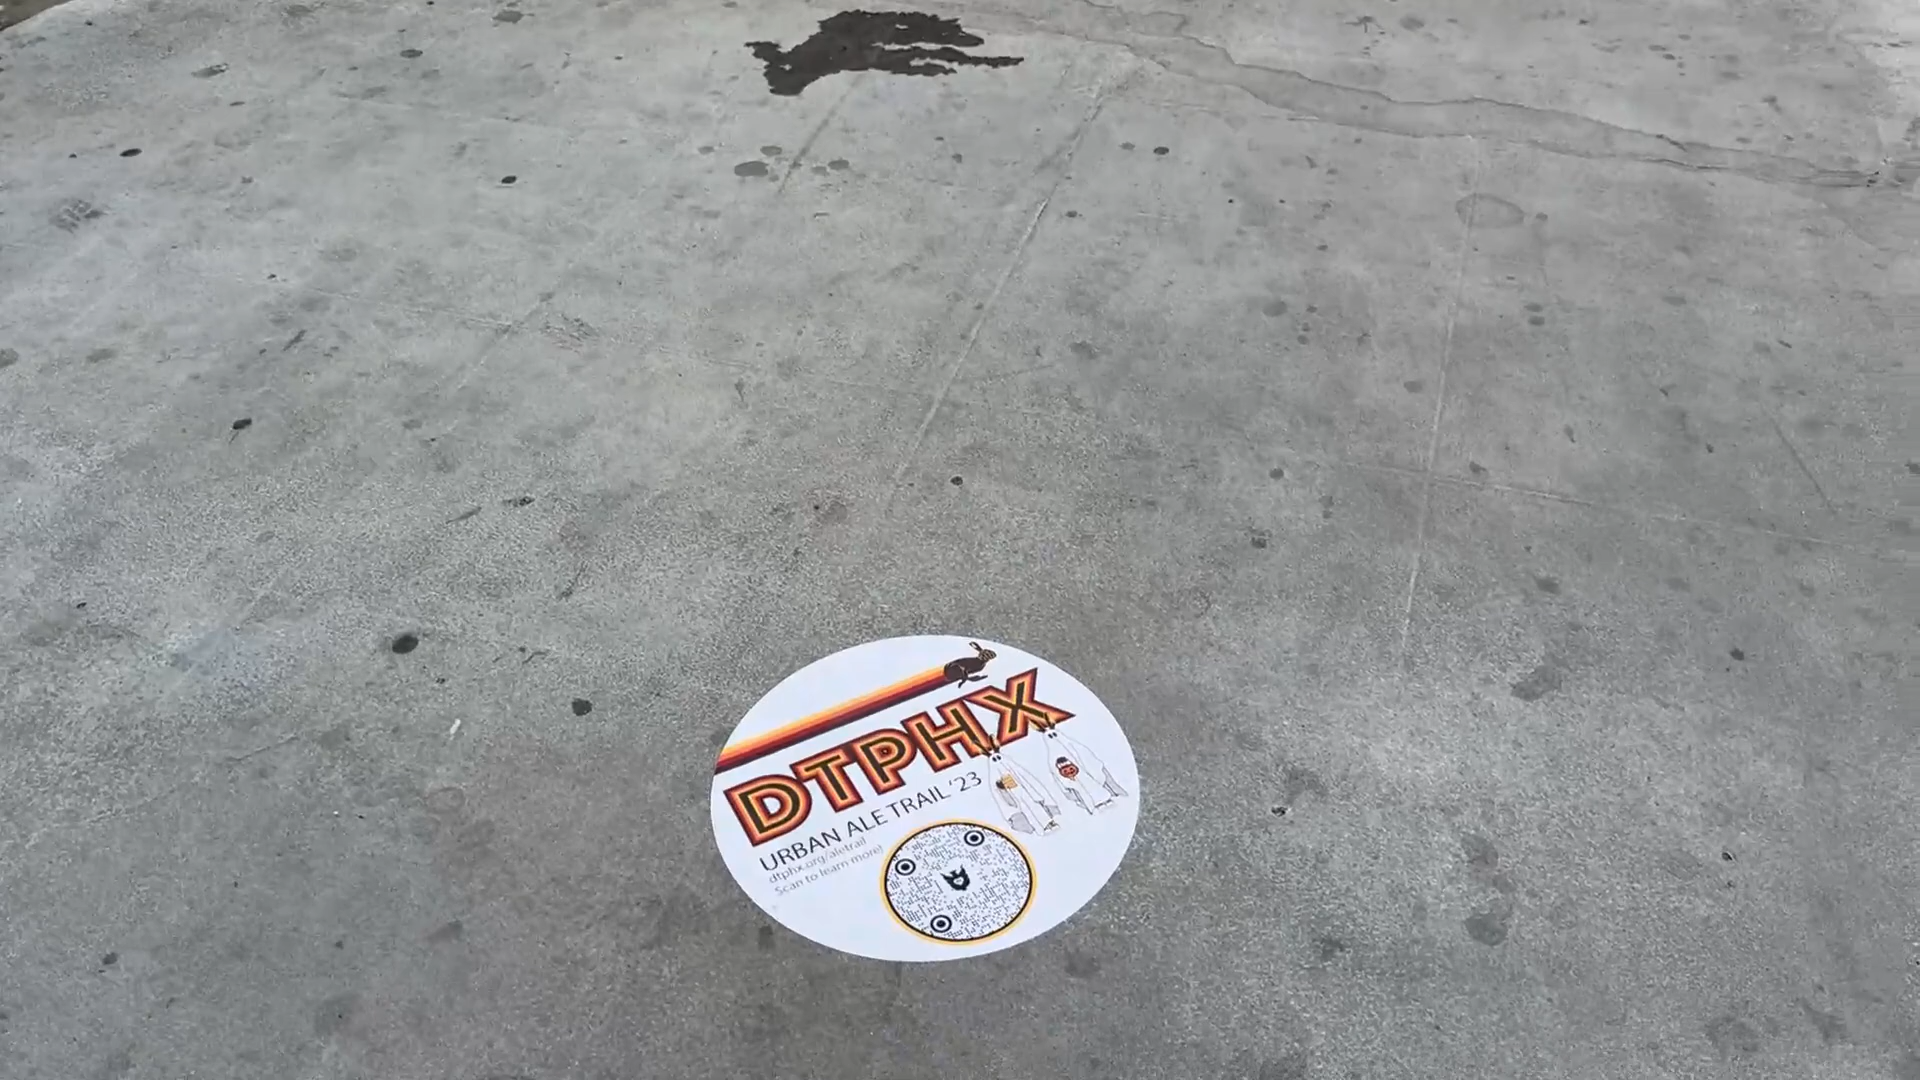 DTPHX
URBAN ALE TRAIL '23
dtphx.org/aletrail
Scan to learn more!